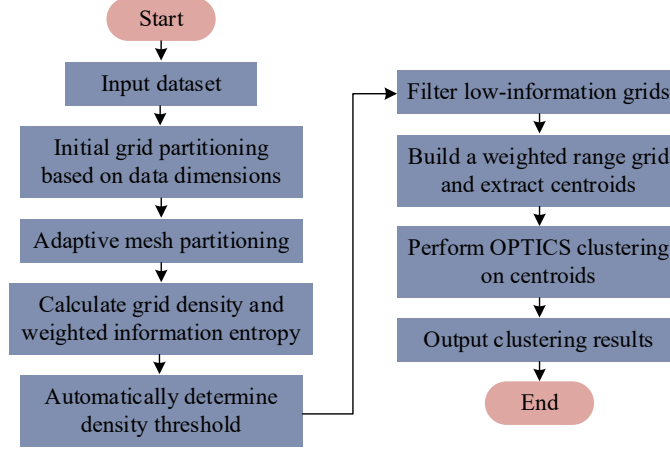 Start
Input dataset
Initial grid partitioning
based on data dimensions
Adaptive mesh partitioning
Calculate grid density and
weighted information entropy
Automatically determine
density threshold
Filter low-information grids
Build a weighted range grid
and extract centroids
Perform OPTICS clustering
on centroids
Output clustering results
End